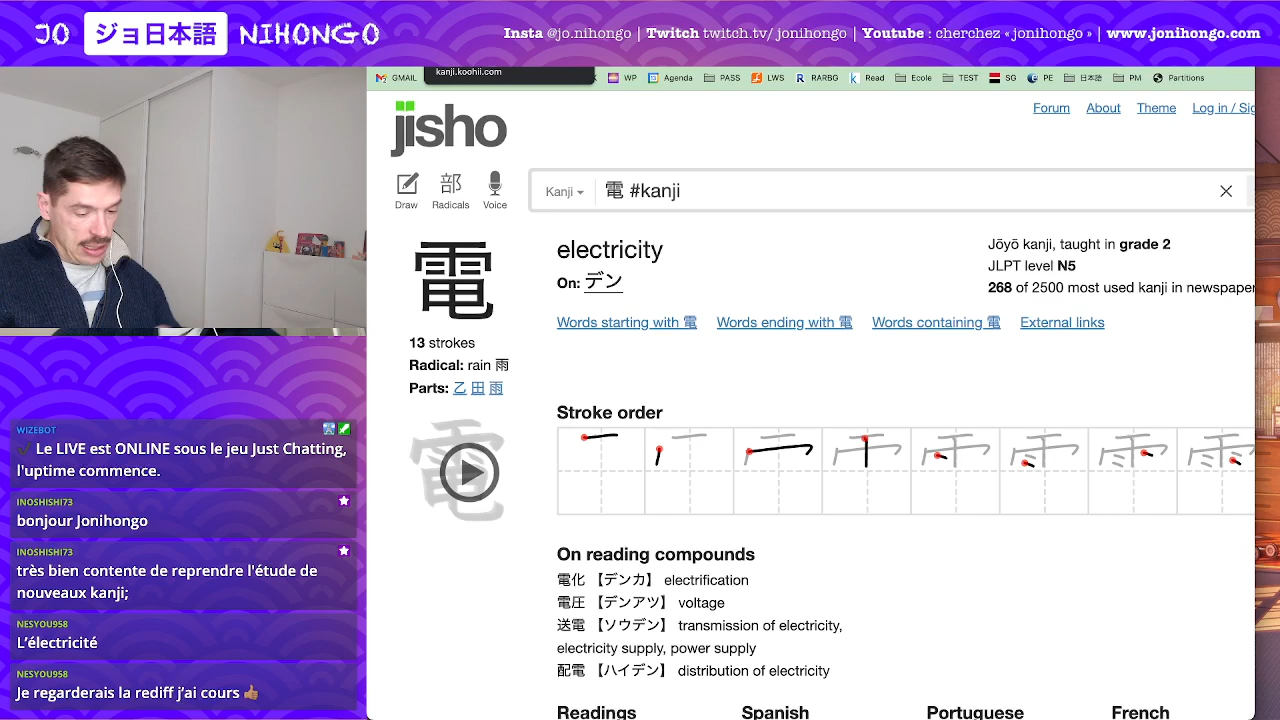 JO ジョ日本語 NIHONGO
Insta @jo.nihongo | Twitch twitch.tv/jonihongo | Youtube : cherchez « jonihongo » | www.jonihongo.com
kanji.koohii.com
GMAIL WP Agenda PASS LWS RARBG Read Ecole TEST SG PE 日本語 PM Partitions
jisho
Forum About Theme Log in / Sig
Draw Radicals Voice
部
Kanji 電 #kanji
電
electricity
On: デン
Jōyō kanji, taught in grade 2
JLPT level N5
268 of 2500 most used kanji in newspaper
Words starting with 電 Words ending with 電 Words containing 電 External links
13 strokes
Radical: rain 雨
Parts: 乙 田 雨
Stroke order
電
On reading compounds
電化 【デンカ】 electrification
電圧 【デンアツ】 voltage
送電 【ソウデン】 transmission of electricity,
electricity supply, power supply
配電 【ハイデン】 distribution of electricity
Readings Spanish Portuguese French
WIZEBOT
Le LIVE est ONLINE sous le jeu Just Chatting,
l'uptime commence.
INOSHISHI73
bonjour Jonihongo
INOSHISHI73
très bien contente de reprendre l'étude de
nouveaux kanji;
NESYOU958
L'électricité
NESYOU958
Je regarderais la rediff j'ai cours 👍🏽